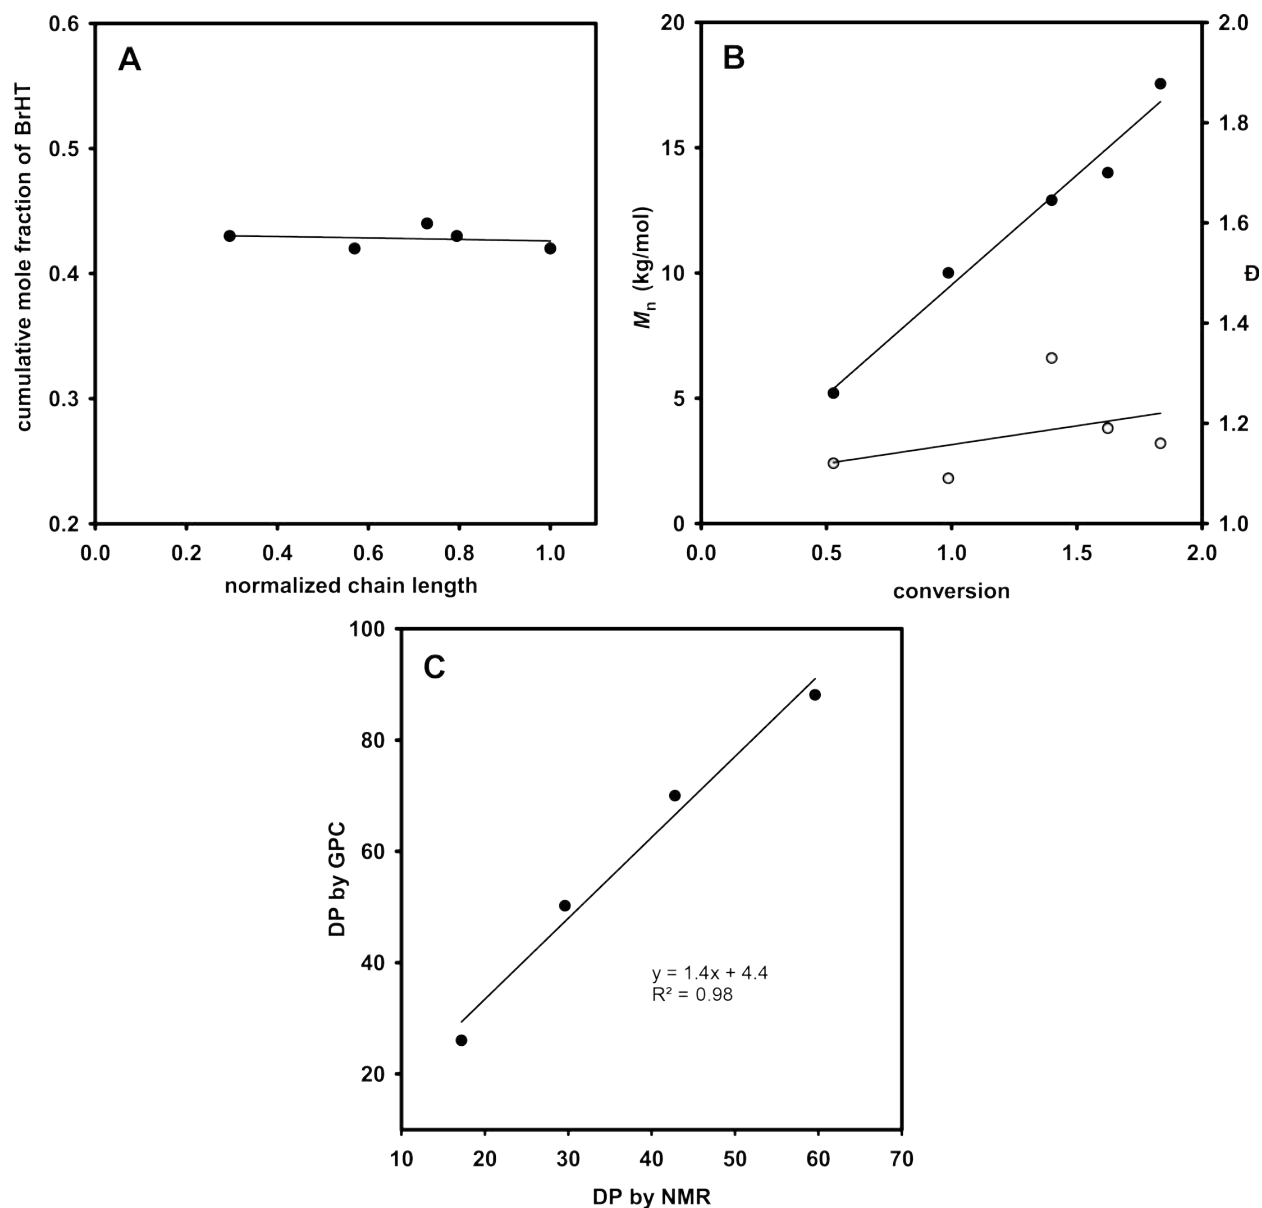 A
cumulative mole fraction of BrHT
0.6
0.5
0.4
0.3
0.2
0.0 0.2 0.4 0.6 0.8 1.0
normalized chain length
B
Mn (kg/mol)
20
15
10
5
0
2.0
1.8
1.6
1.4
1.2
1.0
Đ
0.0 0.5 1.0 1.5 2.0
conversion
C
DP by GPC
100
80
60
40
20
y = 1.4x + 4.4
R² = 0.98
10 20 30 40 50 60 70
DP by NMR